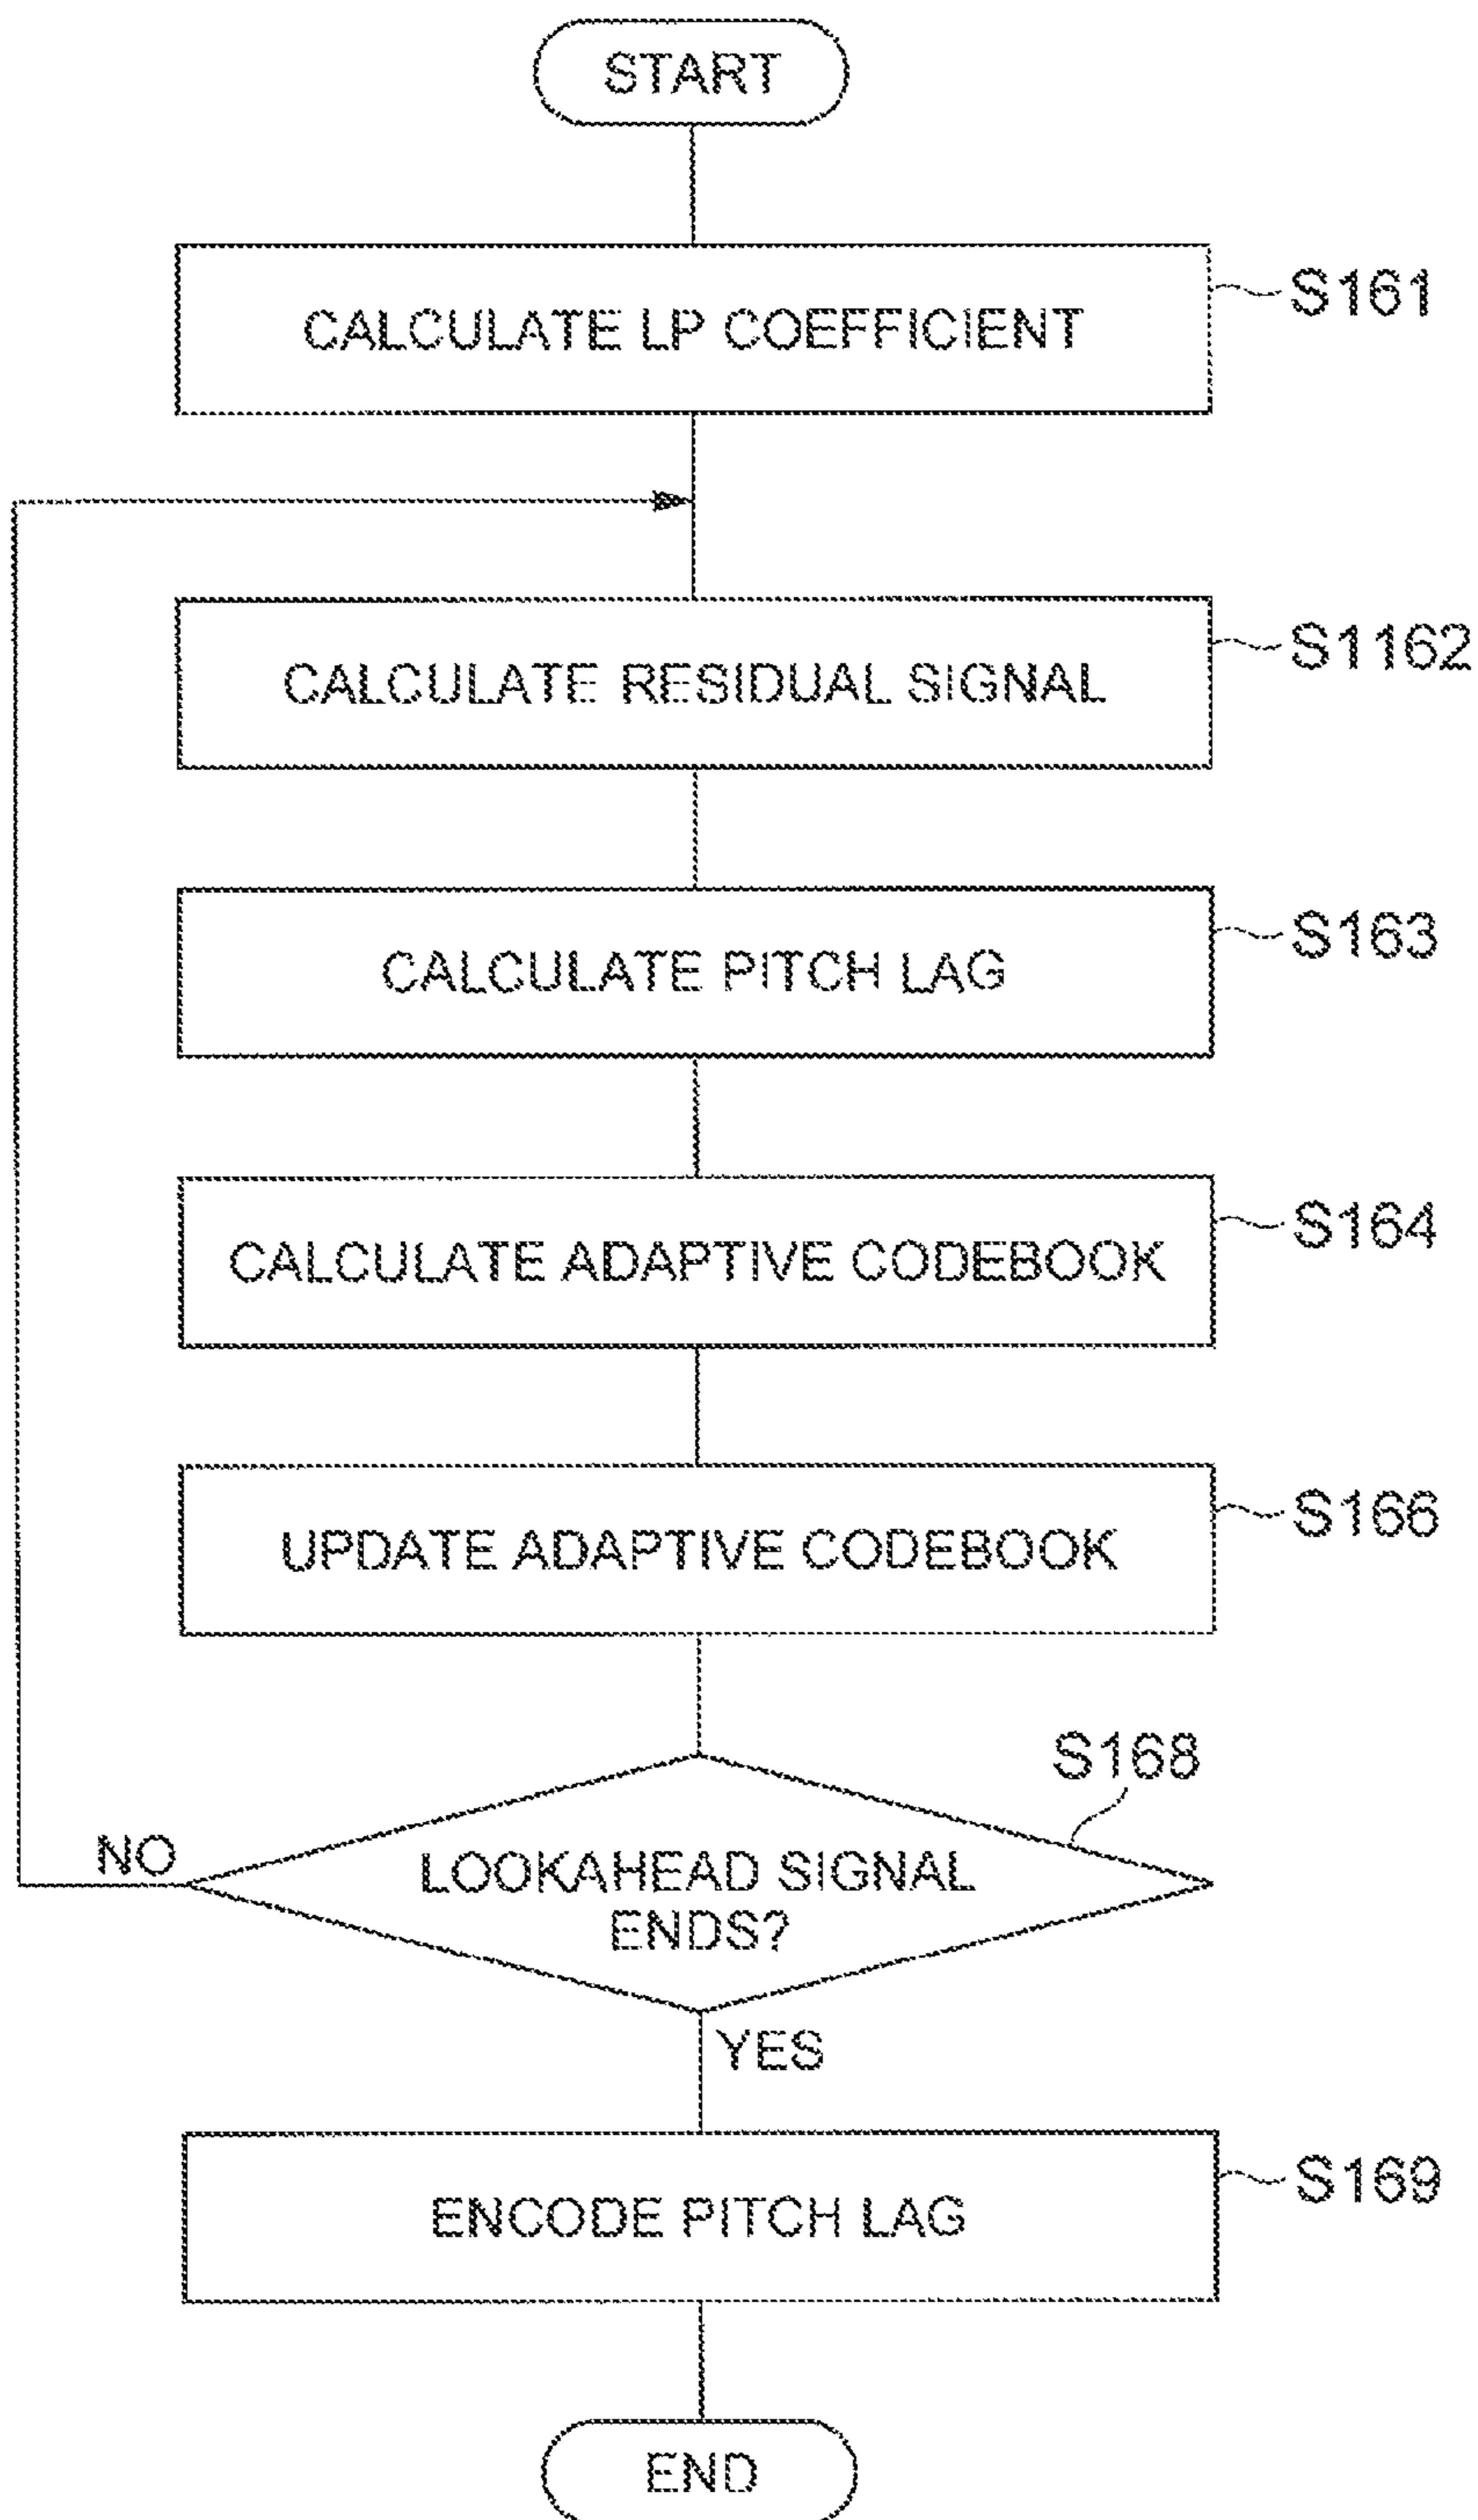 START
CALCULATE LP COEFFICIENT
S161
CALCULATE RESIDUAL SIGNAL
S1162
CALCULATE PITCH LAG
S163
CALCULATE ADAPTIVE CODEBOOK
S164
UPDATE ADAPTIVE CODEBOOK
S166
S168
NO
LOOKAHEAD SIGNAL
ENDS?
YES
ENCODE PITCH LAG
S169
END